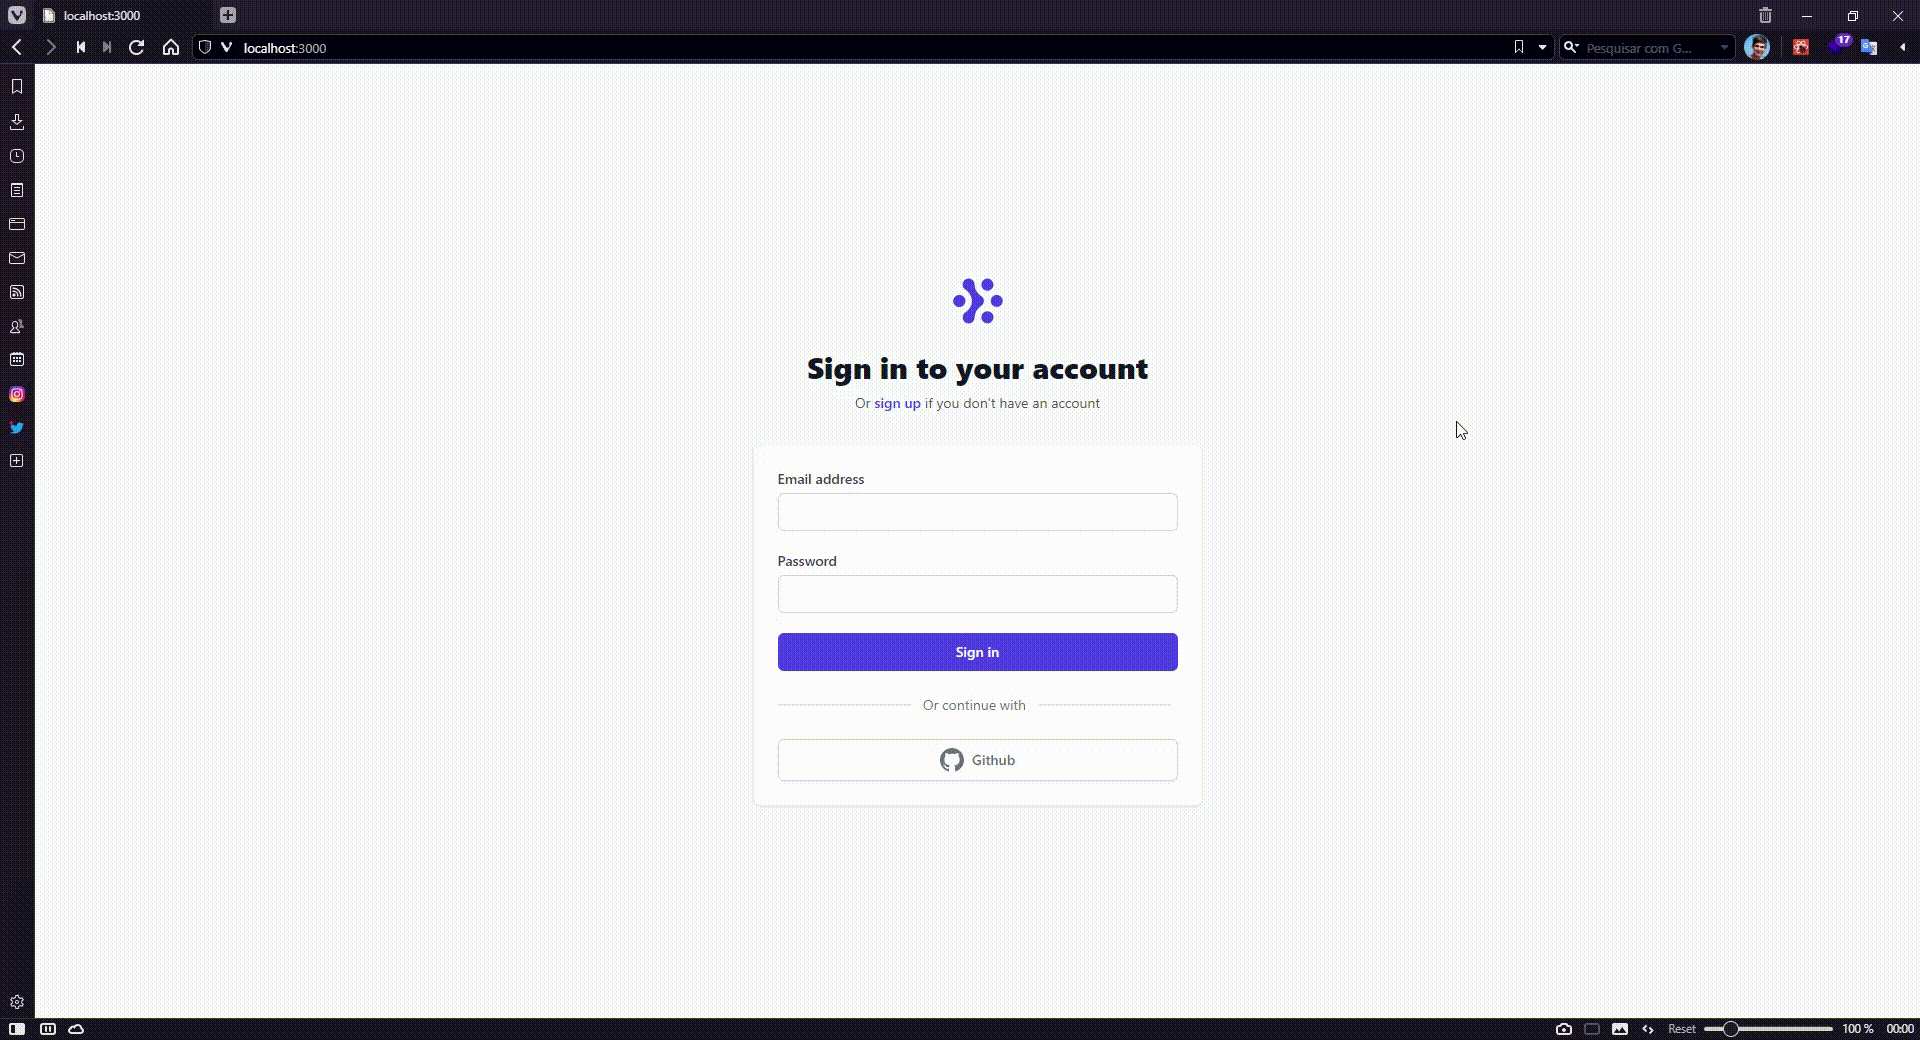 localhost:3000
localhost:3000
Pesquisar com G...
17
Sign in to your account
Or sign up if you don't have an account
Email address
Password
Sign in
Or continue with
Github
Reset
100 %
00:00